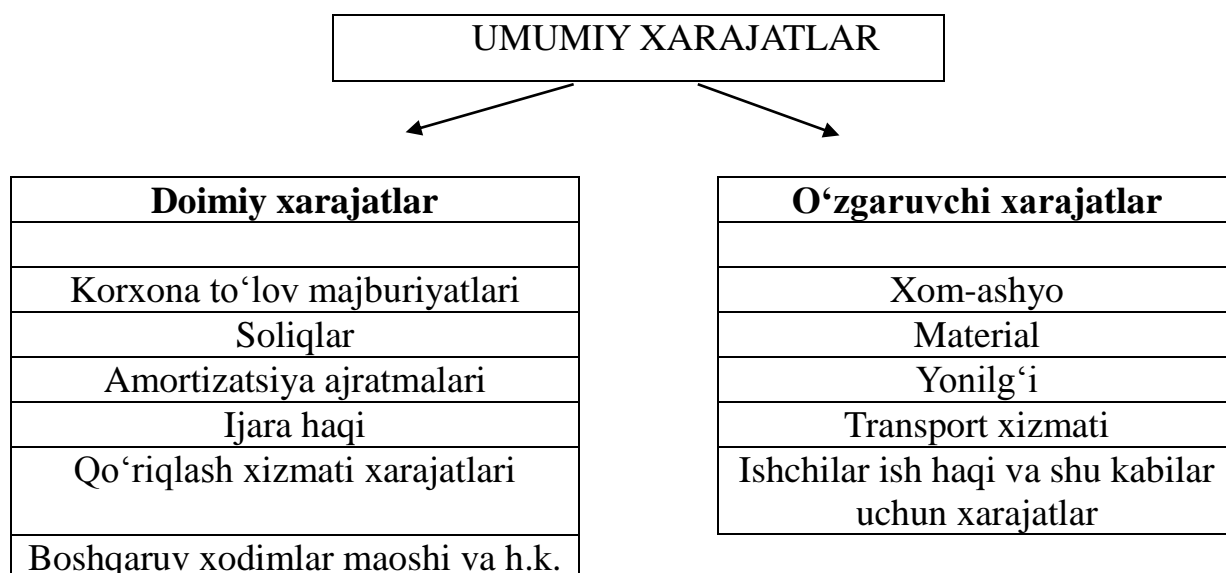 UMUMIY XARAJATLAR
Doimiy xarajatlar
Korxona to‘lov majburiyatlari
Soliqlar
Amortizatsiya ajratmalari
Ijara haqi
Qo‘riqlash xizmati xarajatlari
Boshqaruv xodimlar maoshi va h.k.
O‘zgaruvchi xarajatlar
Xom-ashyo
Material
Yonilg‘i
Transport xizmati
Ishchilar ish haqi va shu kabilar
uchun xarajatlar